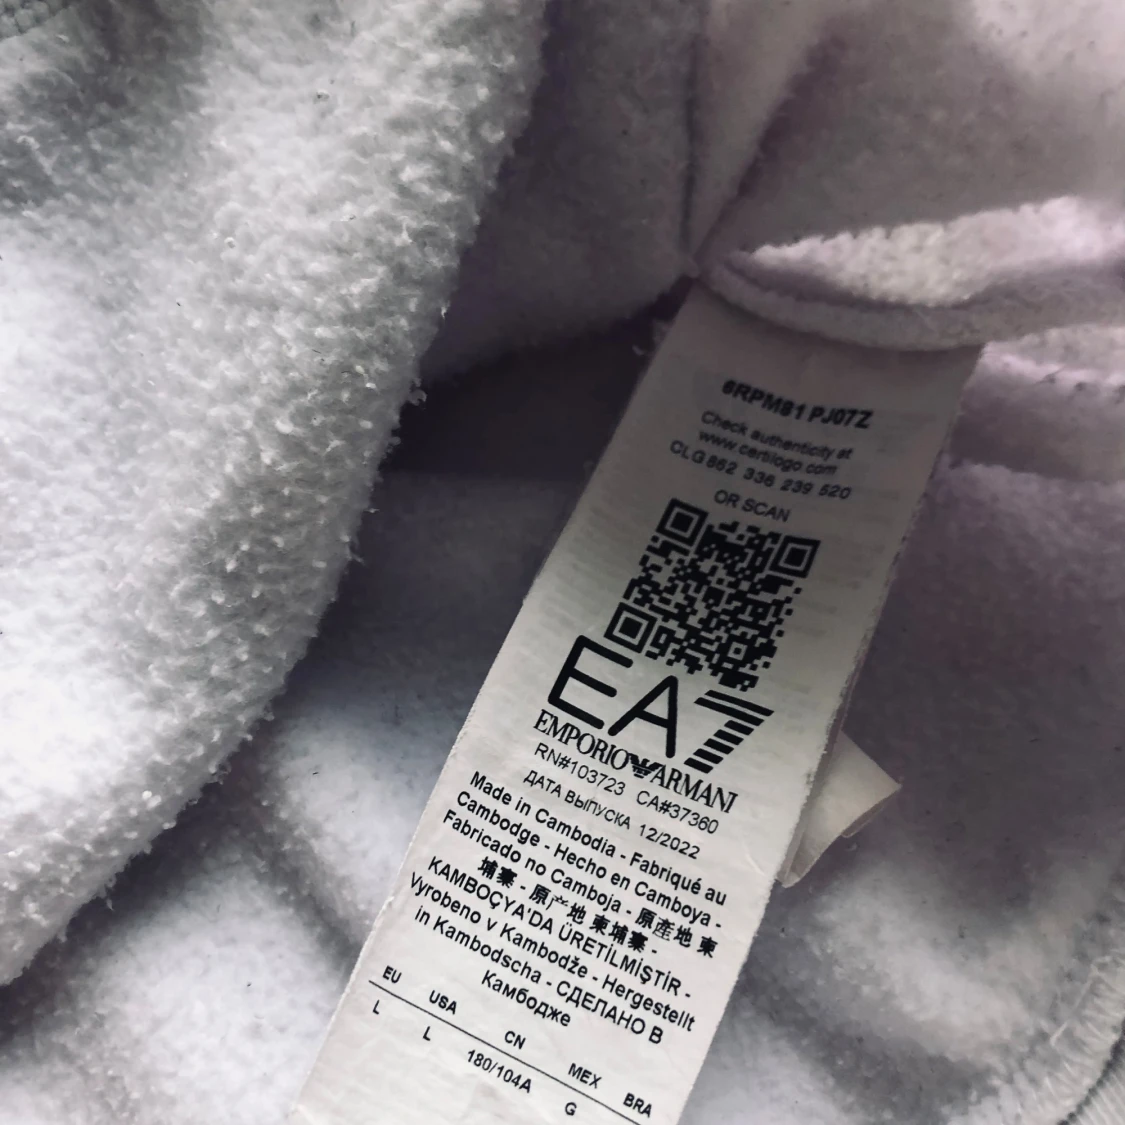 6RPM81 PJ07Z
Check authenticity at
www.certilogo.com
CLG 862 336 239 520
OR SCAN
EA7
EMPORIO ARMANI
RN#103723 CA#37360
ДАТА ВЫПУСКА 12/2022
Made in Cambodia - Fabriqué au
Cambodge - Hecho en Camboya -
Fabricado no Camboja - 原產地 柬
埔寨 - 原产地 柬埔寨 -
KAMBOÇYA'DA ÜRETİLMİŞTİR -
Vyrobeno v Kambodže - Hergestellt
in Kambodscha - СДЕЛАНО В
Камбодже
EU USA CN MEX BRA
L L 180/104A G